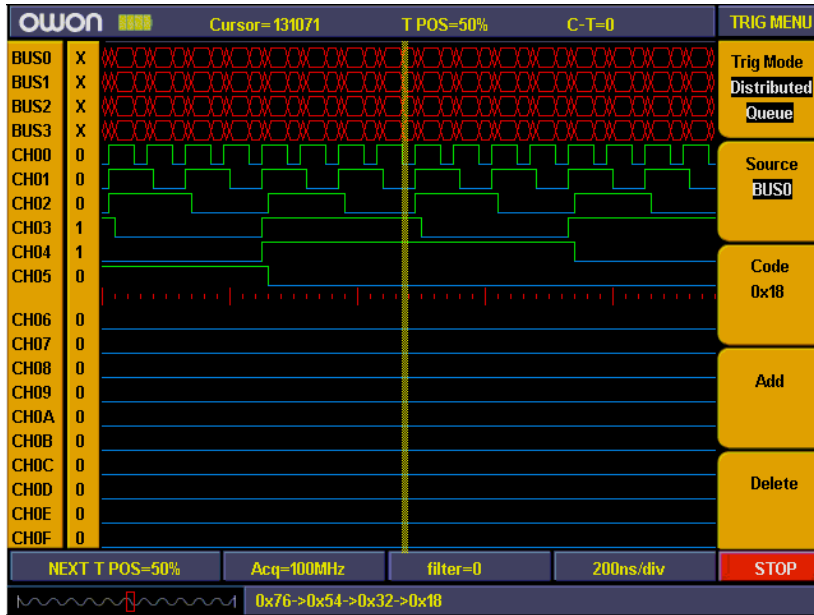 owon Cursor=131071 T POS=50% C-T=0 TRIG MENU
BUS0 X
BUS1 X
BUS2 X
BUS3 X
CH00 0
CH01 0
CH02 0
CH03 1
CH04 1
CH05 0
CH06 0
CH07 0
CH08 0
CH09 0
CH0A 0
CH0B 0
CH0C 0
CH0D 0
CH0E 0
CH0F 0
Trig Mode
Distributed
Queue
Source
BUS0
Code
0x18
Add
Delete
NEXT T POS=50% Acq=100MHz filter=0 200ns/div STOP
0x76->0x54->0x32->0x18